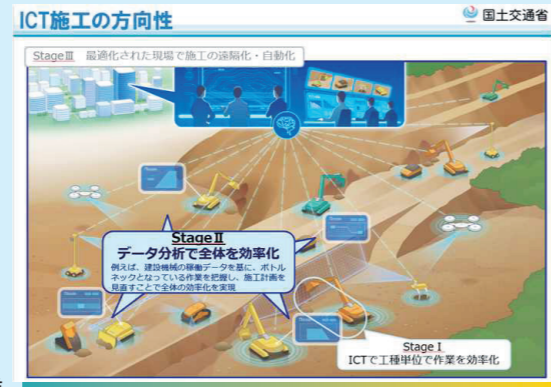 ICT施工の方向性
国土交通省
StageⅢ 最適化された現場で施工の遠隔化・自動化
StageⅡ
データ分析で全体を効率化
例えば、建設機械の稼働データを基に、ボトル
ネックとなっている作業を把握し、施工計画を
見直すことで全体の効率化を実現
StageⅠ
ICTで工種単位で作業を効率化